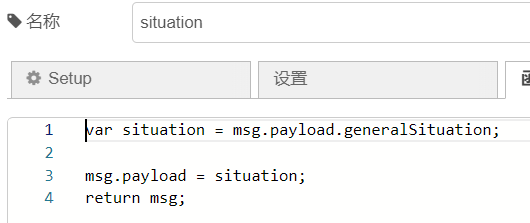 名称
situation
Setup
设置
1 var situation = msg.payload.generalSituation;
2
3 msg.payload = situation;
4 return msg;